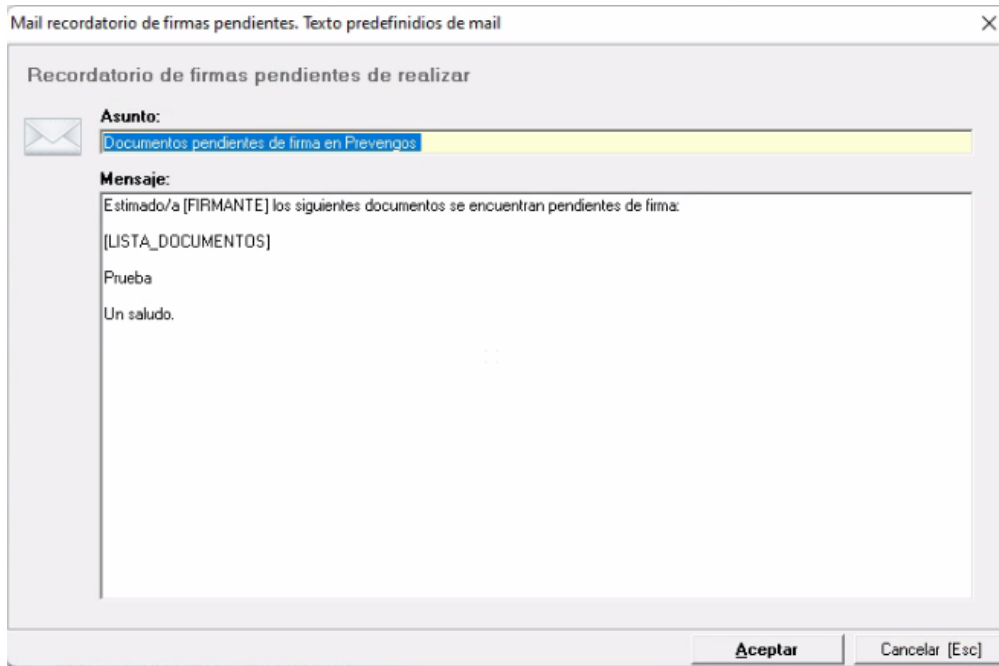 Mail recordatorio de firmas pendientes. Texto predefinidios de mail
Recordatorio de firmas pendientes de realizar
Asunto:
Documentos pendientes de firma en Prevengos
Mensaje:
Estimado/a [FIRMANTE] los siguientes documentos se encuentran pendientes de firma:
[LISTA_DOCUMENTOS]
Prueba
Un saludo.
Aceptar
Cancelar [Esc]